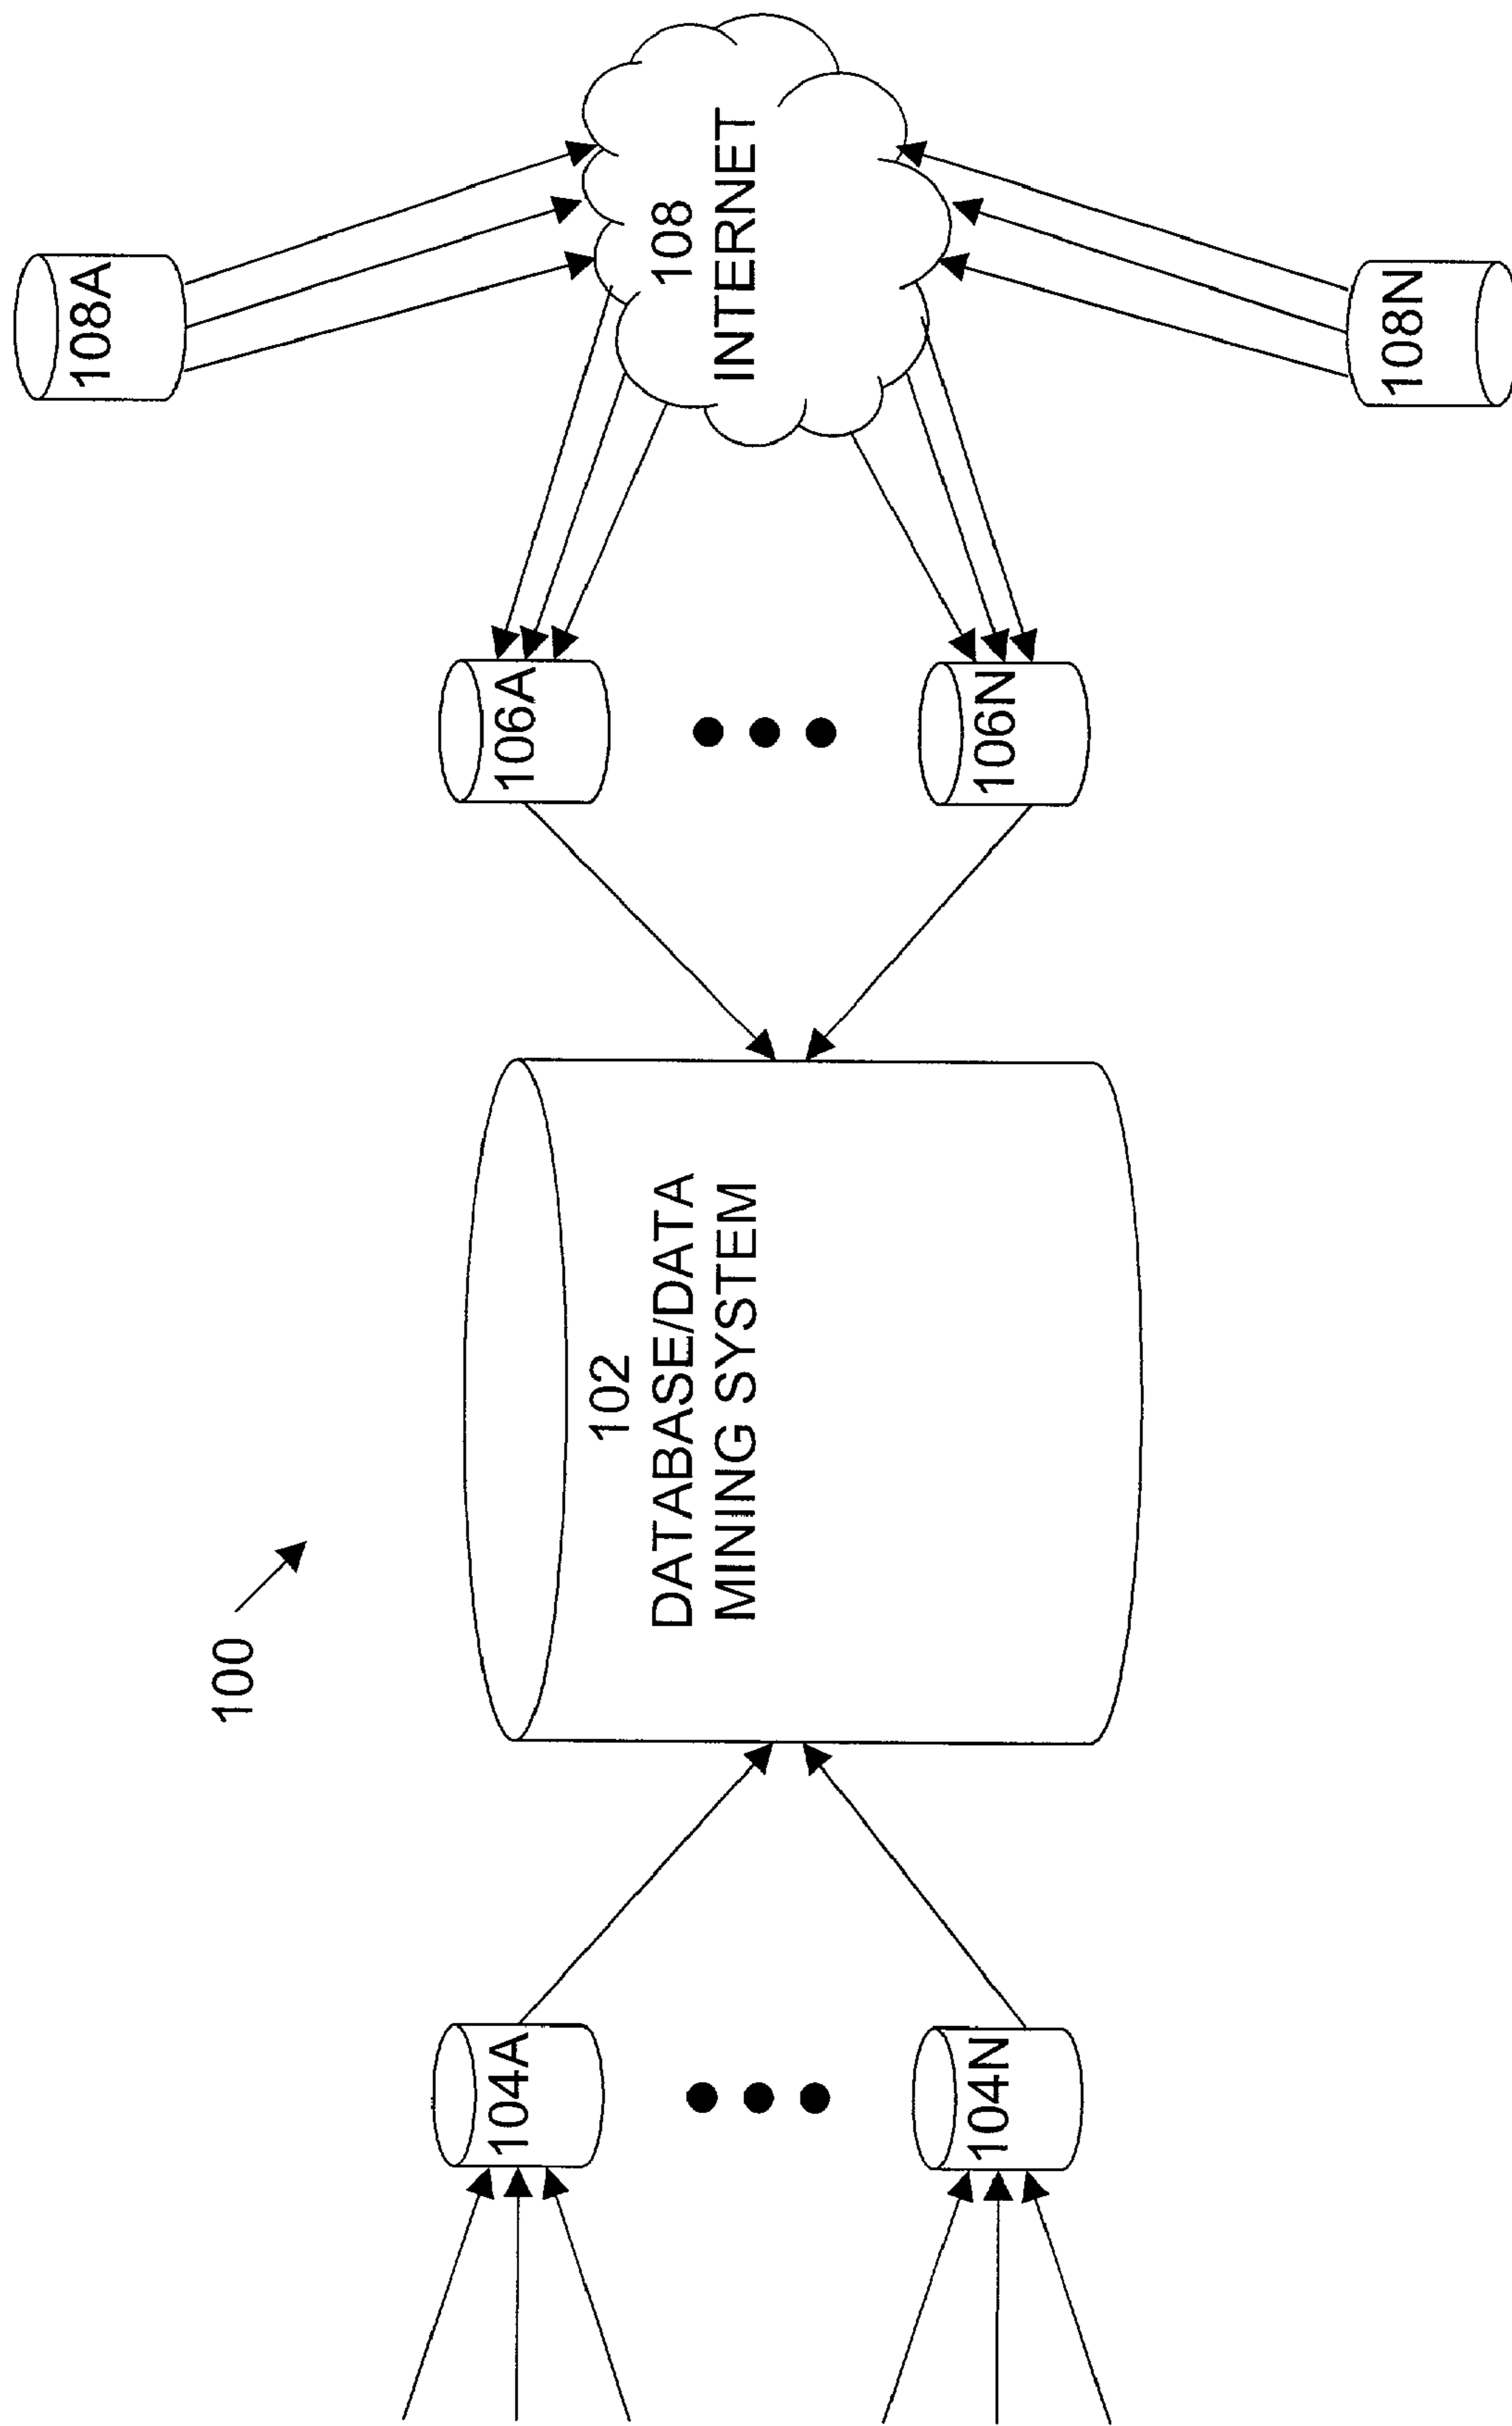 100
102
DATABASE/DATA
MINING SYSTEM
104A
104N
106A
106N
108
INTERNET
108A
108N